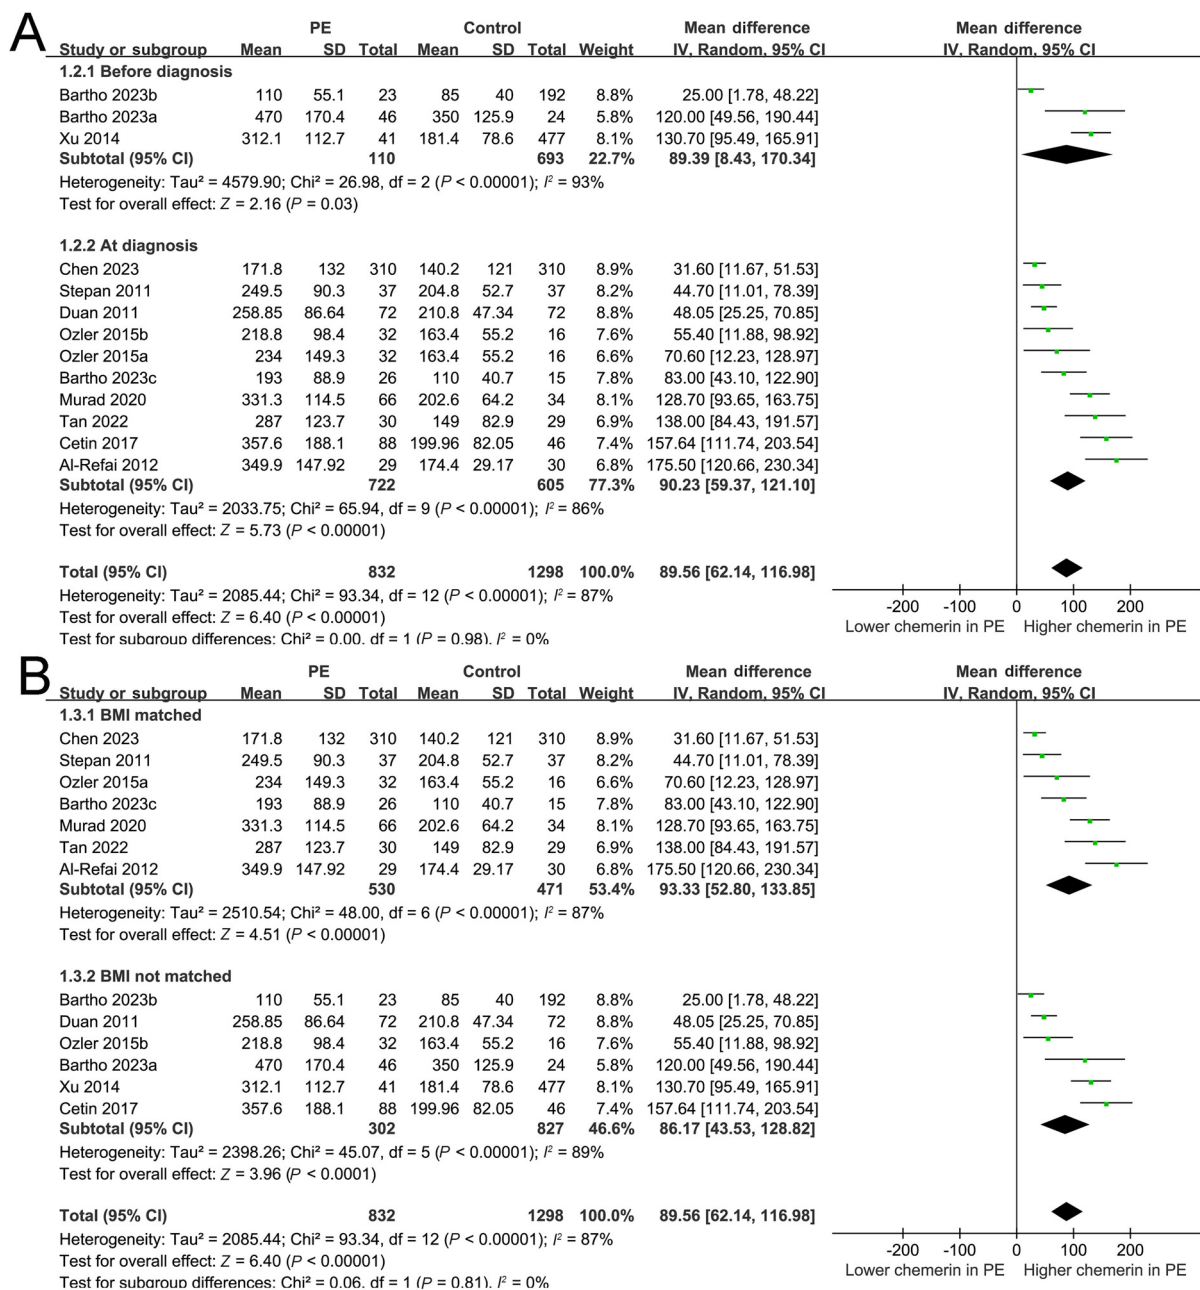 A
PE Control Mean difference Mean difference
Study or subgroup Mean SD Total Mean SD Total Weight IV, Random, 95% CI IV, Random, 95% CI
1.2.1 Before diagnosis
Bartho 2023b 110 55.1 23 85 40 192 8.8% 25.00 [1.78, 48.22]
Bartho 2023a 470 170.4 46 350 125.9 24 5.8% 120.00 [49.56, 190.44]
Xu 2014 312.1 112.7 41 181.4 78.6 477 8.1% 130.70 [95.49, 165.91]
Subtotal (95% CI) 110 693 22.7% 89.39 [8.43, 170.34]
Heterogeneity: Tau² = 4579.90; Chi² = 26.98, df = 2 (P < 0.00001); I² = 93%
Test for overall effect: Z = 2.16 (P = 0.03)
1.2.2 At diagnosis
Chen 2023 171.8 132 310 140.2 121 310 8.9% 31.60 [11.67, 51.53]
Stepan 2011 249.5 90.3 37 204.8 52.7 37 8.2% 44.70 [11.01, 78.39]
Duan 2011 258.85 86.64 72 210.8 47.34 72 8.8% 48.05 [25.25, 70.85]
Ozler 2015b 218.8 98.4 32 163.4 55.2 16 7.6% 55.40 [11.88, 98.92]
Ozler 2015a 234 149.3 32 163.4 55.2 16 6.6% 70.60 [12.23, 128.97]
Bartho 2023c 193 88.9 26 110 40.7 15 7.8% 83.00 [43.10, 122.90]
Murad 2020 331.3 114.5 66 202.6 64.2 34 8.1% 128.70 [93.65, 163.75]
Tan 2022 287 123.7 30 149 82.9 29 6.9% 138.00 [84.43, 191.57]
Cetin 2017 357.6 188.1 88 199.96 82.05 46 7.4% 157.64 [111.74, 203.54]
Al-Refai 2012 349.9 147.92 29 174.4 29.17 30 6.8% 175.50 [120.66, 230.34]
Subtotal (95% CI) 722 605 77.3% 90.23 [59.37, 121.10]
Heterogeneity: Tau² = 2033.75; Chi² = 65.94, df = 9 (P < 0.00001); I² = 86%
Test for overall effect: Z = 5.73 (P < 0.00001)
Total (95% CI) 832 1298 100.0% 89.56 [62.14, 116.98]
Heterogeneity: Tau² = 2085.44; Chi² = 93.34, df = 12 (P < 0.00001); I² = 87%
Test for overall effect: Z = 6.40 (P < 0.00001)
Test for subgroup differences: Chi² = 0.00, df = 1 (P = 0.98), I² = 0%
-200 -100 0 100 200
Lower chemerin in PE Higher chemerin in PE
B
PE Control Mean difference Mean difference
Study or subgroup Mean SD Total Mean SD Total Weight IV, Random, 95% CI IV, Random, 95% CI
1.3.1 BMI matched
Chen 2023 171.8 132 310 140.2 121 310 8.9% 31.60 [11.67, 51.53]
Stepan 2011 249.5 90.3 37 204.8 52.7 37 8.2% 44.70 [11.01, 78.39]
Ozler 2015a 234 149.3 32 163.4 55.2 16 6.6% 70.60 [12.23, 128.97]
Bartho 2023c 193 88.9 26 110 40.7 15 7.8% 83.00 [43.10, 122.90]
Murad 2020 331.3 114.5 66 202.6 64.2 34 8.1% 128.70 [93.65, 163.75]
Tan 2022 287 123.7 30 149 82.9 29 6.9% 138.00 [84.43, 191.57]
Al-Refai 2012 349.9 147.92 29 174.4 29.17 30 6.8% 175.50 [120.66, 230.34]
Subtotal (95% CI) 530 471 53.4% 93.33 [52.80, 133.85]
Heterogeneity: Tau² = 2510.54; Chi² = 48.00, df = 6 (P < 0.00001); I² = 87%
Test for overall effect: Z = 4.51 (P < 0.00001)
1.3.2 BMI not matched
Bartho 2023b 110 55.1 23 85 40 192 8.8% 25.00 [1.78, 48.22]
Duan 2011 258.85 86.64 72 210.8 47.34 72 8.8% 48.05 [25.25, 70.85]
Ozler 2015b 218.8 98.4 32 163.4 55.2 16 7.6% 55.40 [11.88, 98.92]
Bartho 2023a 470 170.4 46 350 125.9 24 5.8% 120.00 [49.56, 190.44]
Xu 2014 312.1 112.7 41 181.4 78.6 477 8.1% 130.70 [95.49, 165.91]
Cetin 2017 357.6 188.1 88 199.96 82.05 46 7.4% 157.64 [111.74, 203.54]
Subtotal (95% CI) 302 827 46.6% 86.17 [43.53, 128.82]
Heterogeneity: Tau² = 2398.26; Chi² = 45.07, df = 5 (P < 0.00001); I² = 89%
Test for overall effect: Z = 3.96 (P < 0.0001)
Total (95% CI) 832 1298 100.0% 89.56 [62.14, 116.98]
Heterogeneity: Tau² = 2085.44; Chi² = 93.34, df = 12 (P < 0.00001); I² = 87%
Test for overall effect: Z = 6.40 (P < 0.00001)
Test for subgroup differences: Chi² = 0.06, df = 1 (P = 0.81), I² = 0%
-200 -100 0 100 200
Lower chemerin in PE Higher chemerin in PE